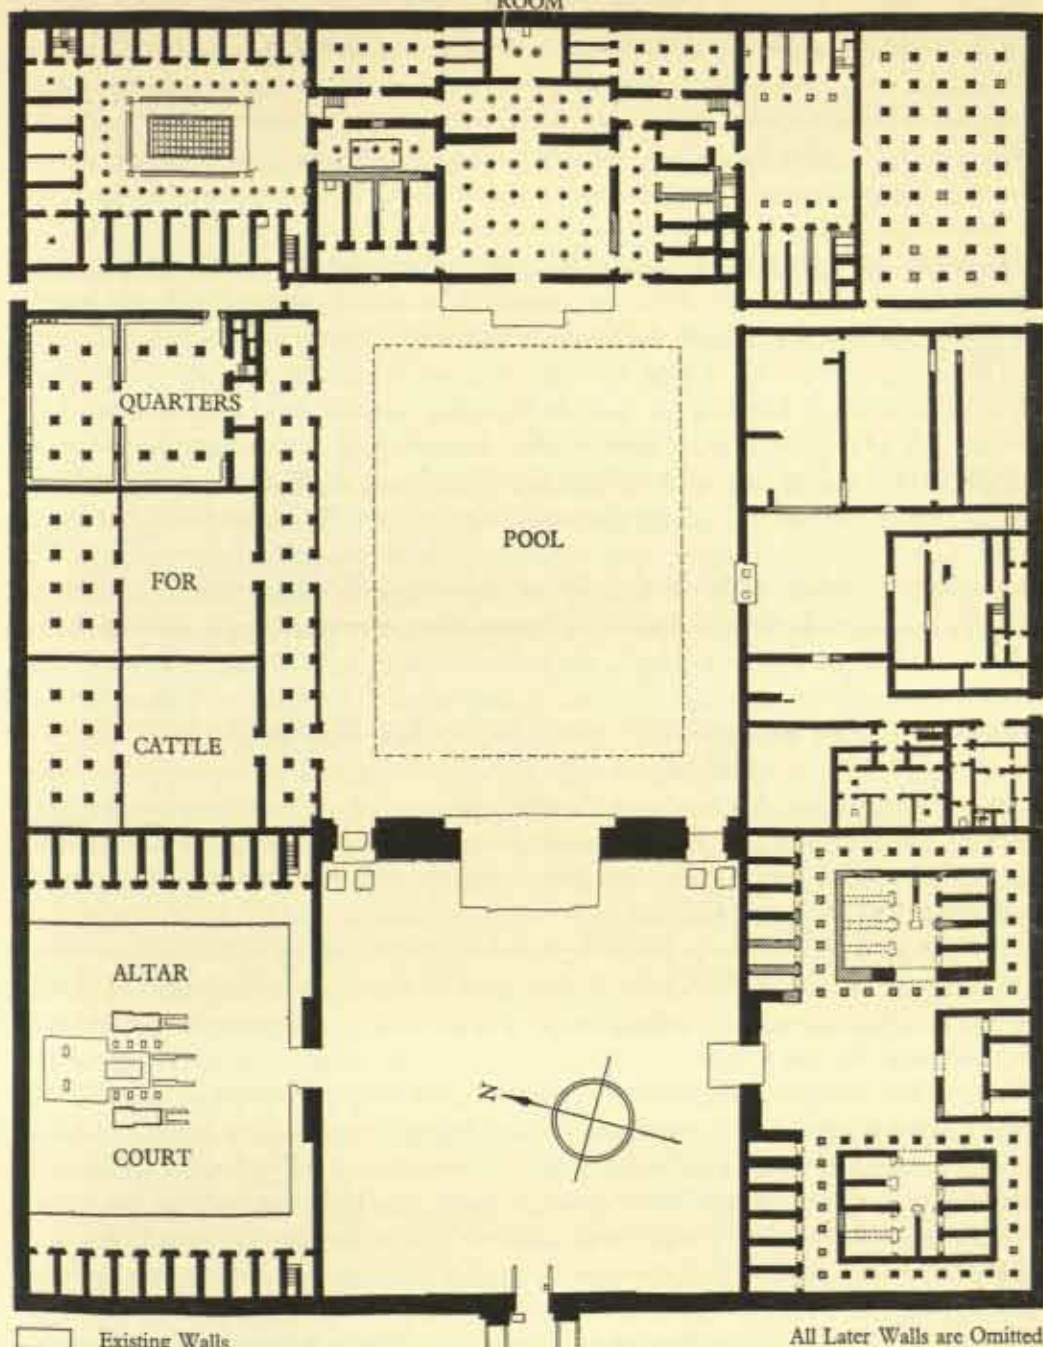 ROOM
QUARTERS
FOR
POOL
CATTLE
ALTAR
N
COURT
Existing Walls
All Later Walls are Omitted